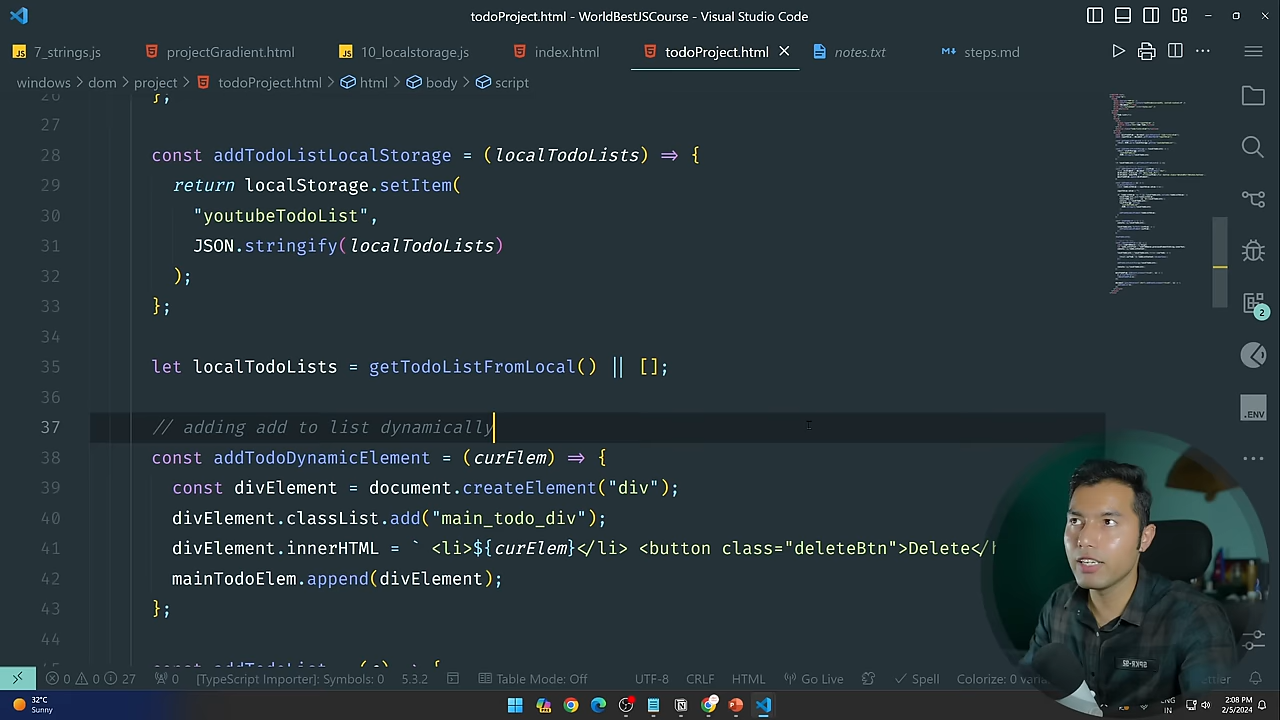 todoProject.html - WorldBestJSCourse - Visual Studio Code
7_strings.js
projectGradient.html
10_localstorage.js
index.html
todoProject.html
notes.txt
steps.md
windows > dom > project > todoProject.html > html > body > script
26 };
27
28 const addTodoListLocalStorage = (localTodoLists) => {
29 return localStorage.setItem(
30 "youtubeTodoList",
31 JSON.stringify(localTodoLists)
32 );
33 };
34
35 let localTodoLists = getTodoListFromLocal() || [];
36
37 // adding add to list dynamically
38 const addTodoDynamicElement = (curElem) => {
39 const divElement = document.createElement("div");
40 divElement.classList.add("main_todo_div");
41 divElement.innerHTML = ` <li>${curElem}</li> <button class="deleteBtn">Delete</
42 mainTodoElem.append(divElement);
43 };
44
2
.ENV
0 0 27 0 [TypeScript Importer]: Symbols: 0 5.3.2 Table Mode: Off UTF-8 CRLF HTML Go Live Spell Colorize: 0
32°C
Sunny
ENG
IN
2:08 PM
2/5/2024